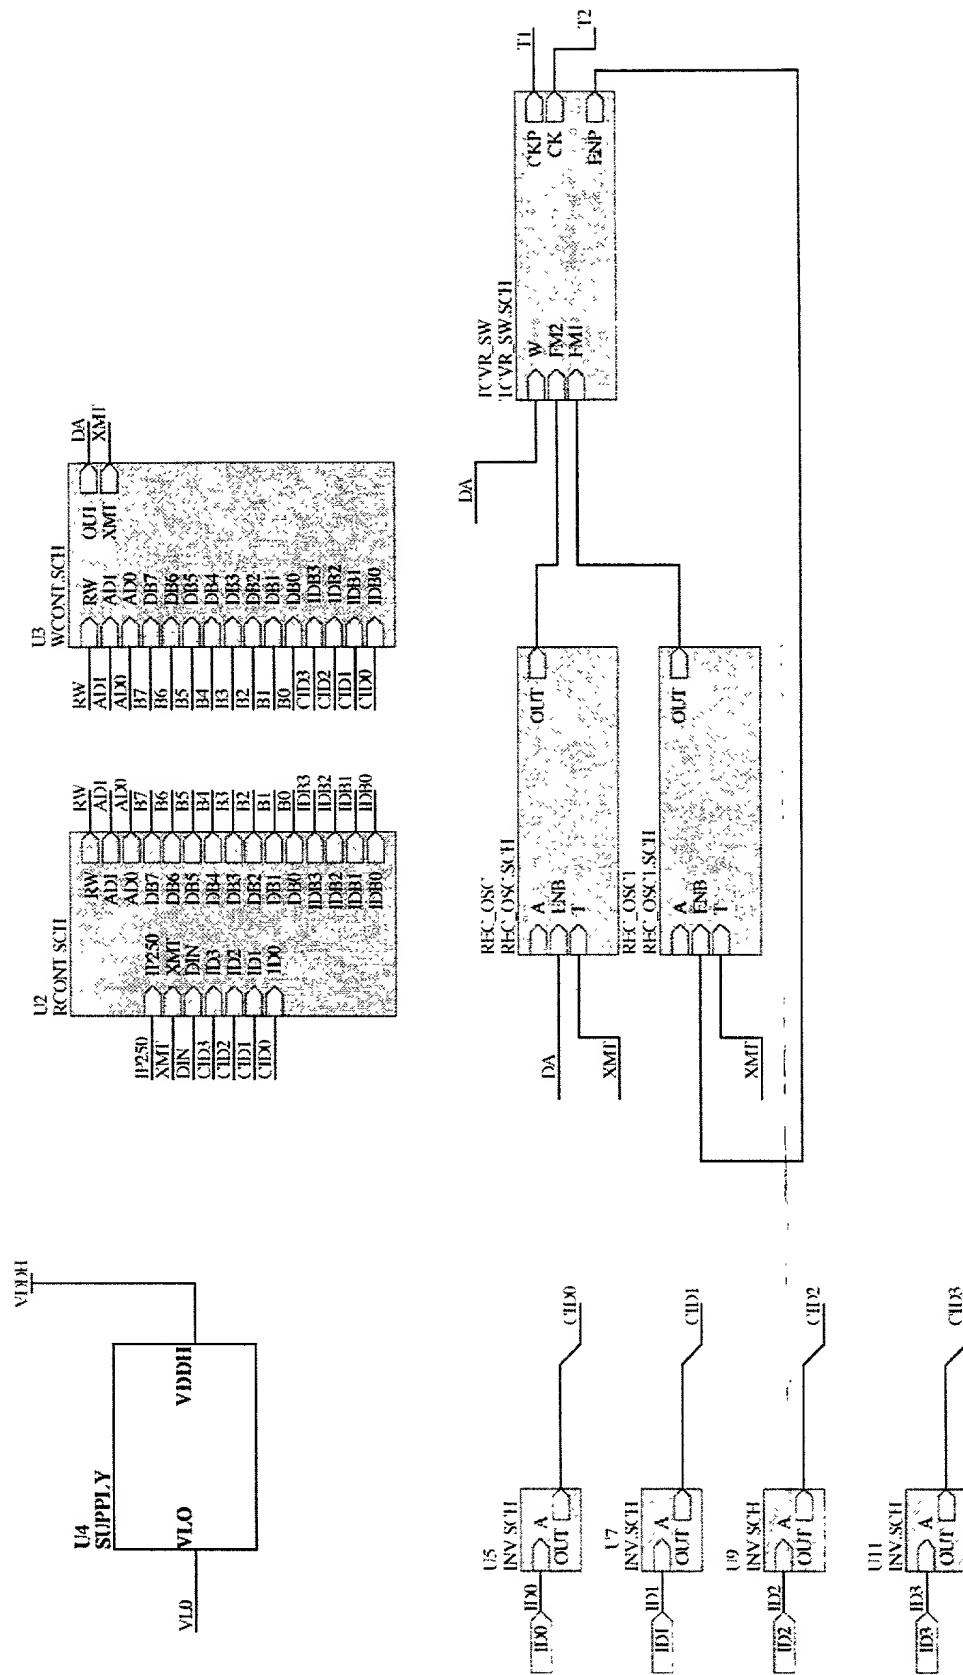 VDDH
U4
SUPPLY
VLO
VDDH
VL0
U2
RCONT.SCH
IP250
XMT
DIN
CID3
CID2
CID1
CID0
IP250
XMT
DIN
ID3
ID2
ID1
ID0
RW
AD1
AD0
DB7
DB6
DB5
DB4
DB3
DB2
DB1
DB0
IDB3
IDB2
IDB1
IDB0
RW
AD1
AD0
B7
B6
B5
B4
B3
B2
B1
B0
IDB3
IDB2
IDB1
IDB0
U3
WCONT.SCH
RW
AD1
AD0
B7
B6
B5
B4
B3
B2
B1
B0
CID3
CID2
CID1
CID0
RW
AD1
AD0
DB7
DB6
DB5
DB4
DB3
DB2
DB1
DB0
IDB3
IDB2
IDB1
IDB0
OUT
XMT
DA
XMT
U5
INV.SCH
ID0
ID0
A
OUT
CID0
U7
INV.SCH
ID1
ID1
A
OUT
CID1
U9
INV.SCH
ID2
ID2
A
OUT
CID2
U11
INV.SCH
ID3
ID3
A
OUT
CID3
REC_OSC
REC_OSC.SCH
DA
XMT
A
ENB
T
OUT
REC_OSC1
REC_OSC1.SCH
XMT
A
ENB
T
OUT
TCVR_SW
TCVR_SW.SCH
DA
W
FM2
FM1
CKP
CK
ENP
T1
T2